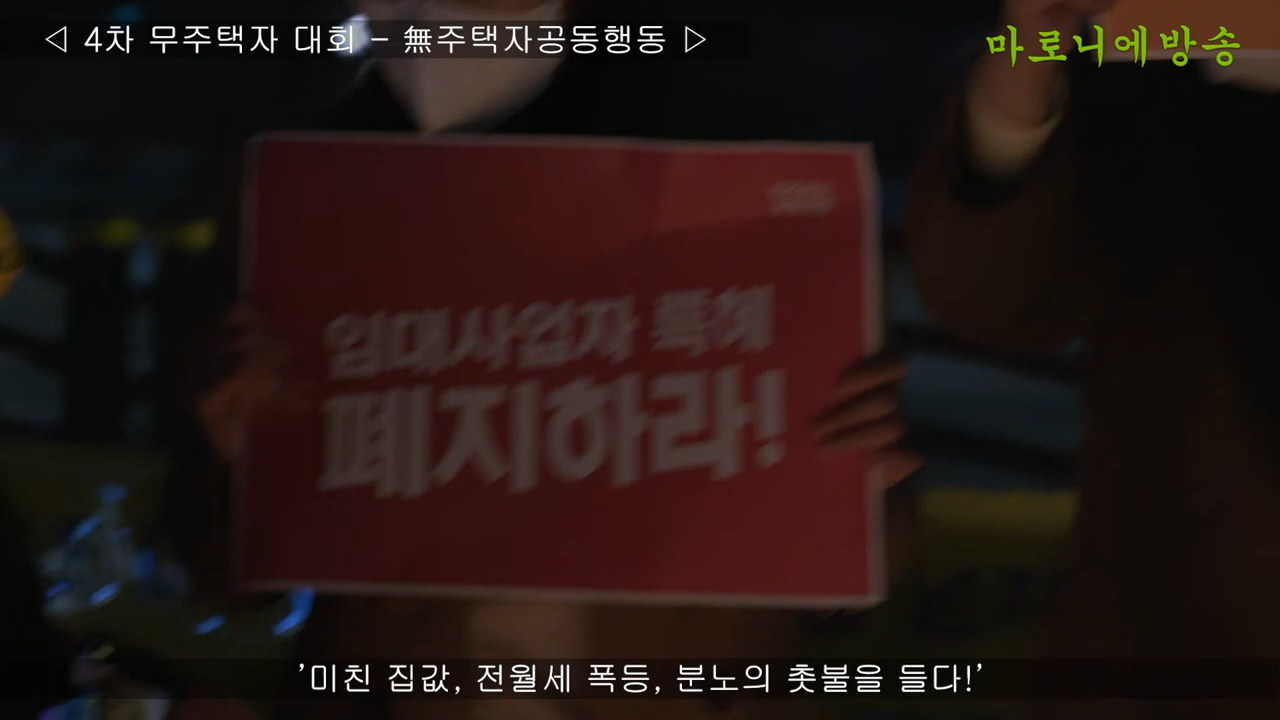 ◁ 4차 무주택자 대회 - 無주택자공동행동 ▷
마로니에방송
임대사업자 특혜
폐지하라!
'미친 집값, 전월세 폭등, 분노의 촛불을 들다!'